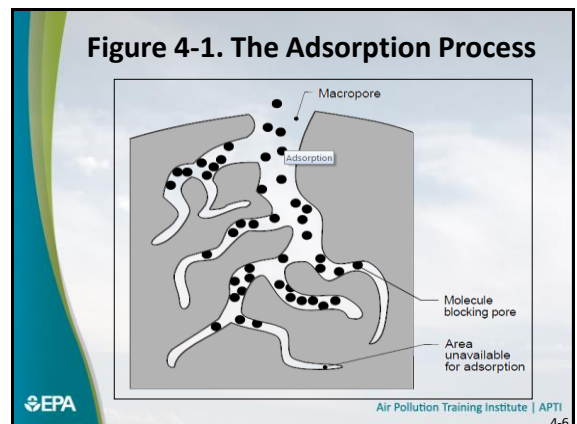 Figure 4-1. The Adsorption Process
Macropore
Adsorption
Molecule
blocking pore
Area
unavailable
for adsorption
EPA
Air Pollution Training Institute | APTI
4-6